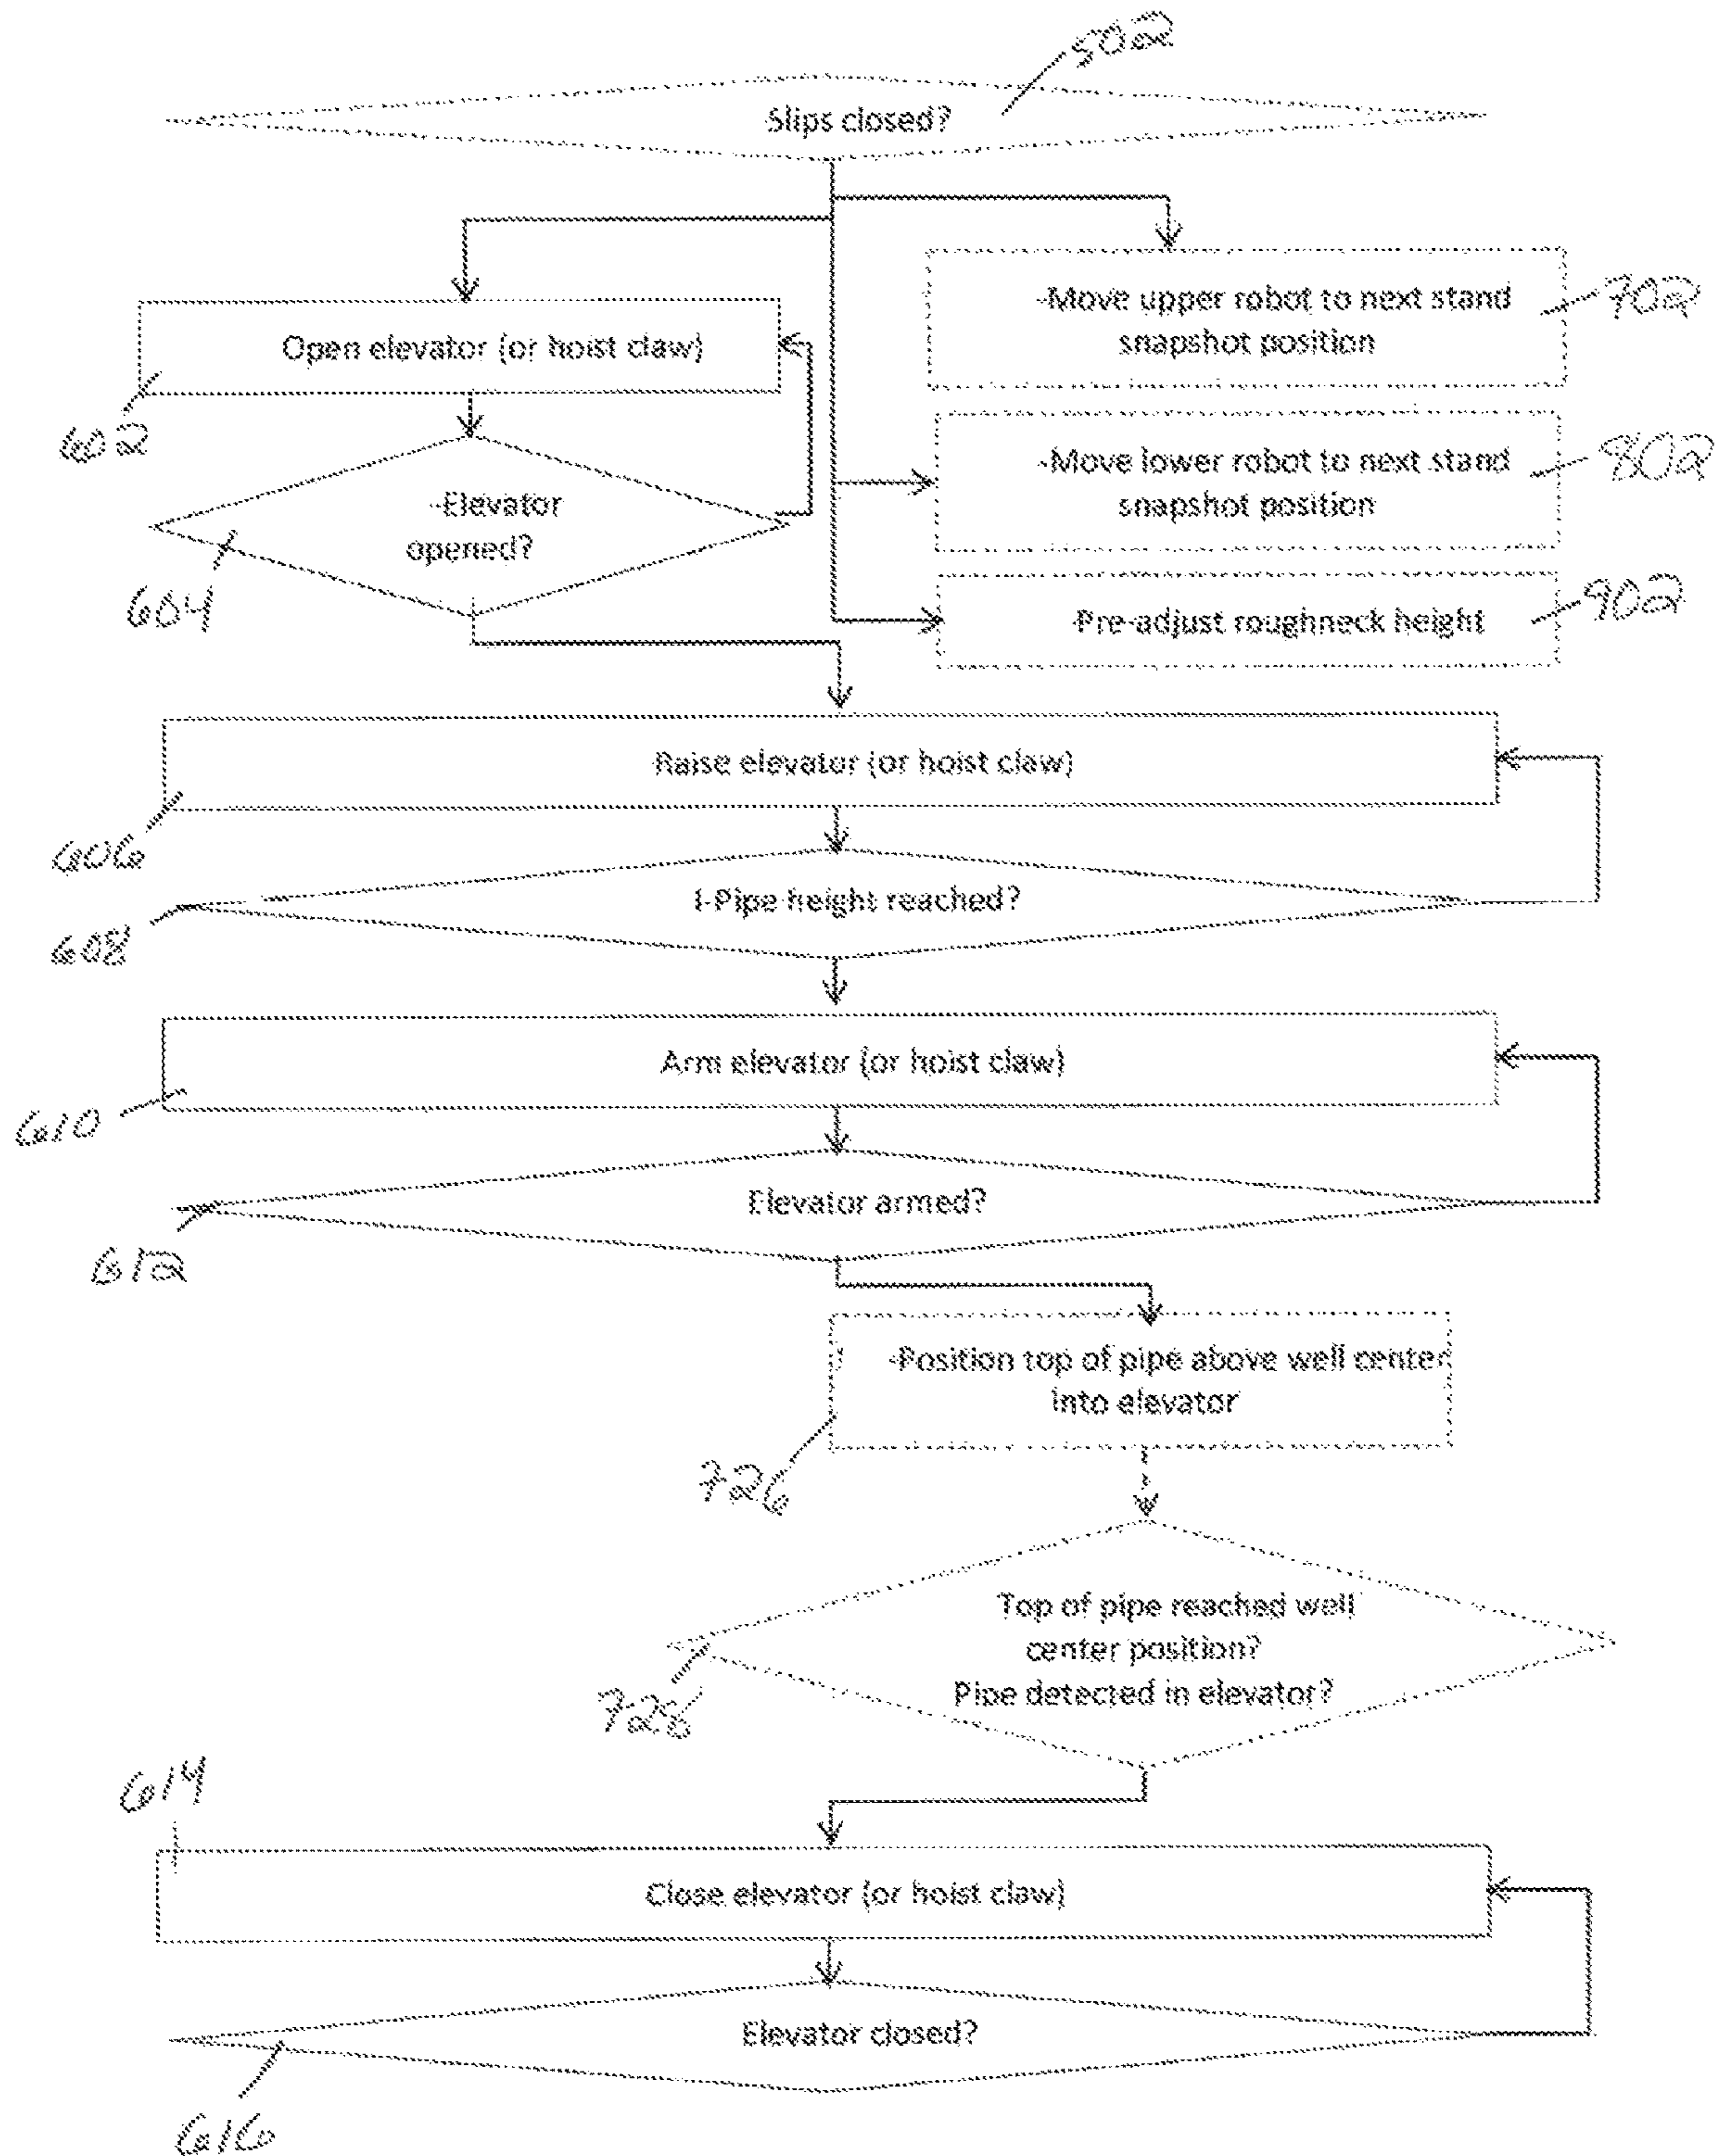 502
Slips closed?
Open elevator (or hoist claw)
602
-Elevator
opened?
604
-Move upper robot to next stand
snapshot position
702
-Move lower robot to next stand
snapshot position
802
-Pre-adjust roughneck height
902
-Raise elevator (or hoist claw)
606
-Pipe height reached?
608
Arm elevator (or hoist claw)
610
Elevator armed?
612
-Position top of pipe above well center
into elevator
726
Top of pipe reached well
center position?
Pipe detected in elevator?
728
614
Close elevator (or hoist claw)
Elevator closed?
616